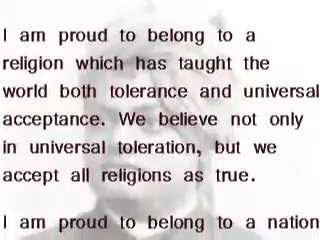 I am proud to belong to a
religion which has taught the
world both tolerance and universal
acceptance. We believe not only
in universal toleration, but we
accept all religions as true.
I am proud to belong to a nation